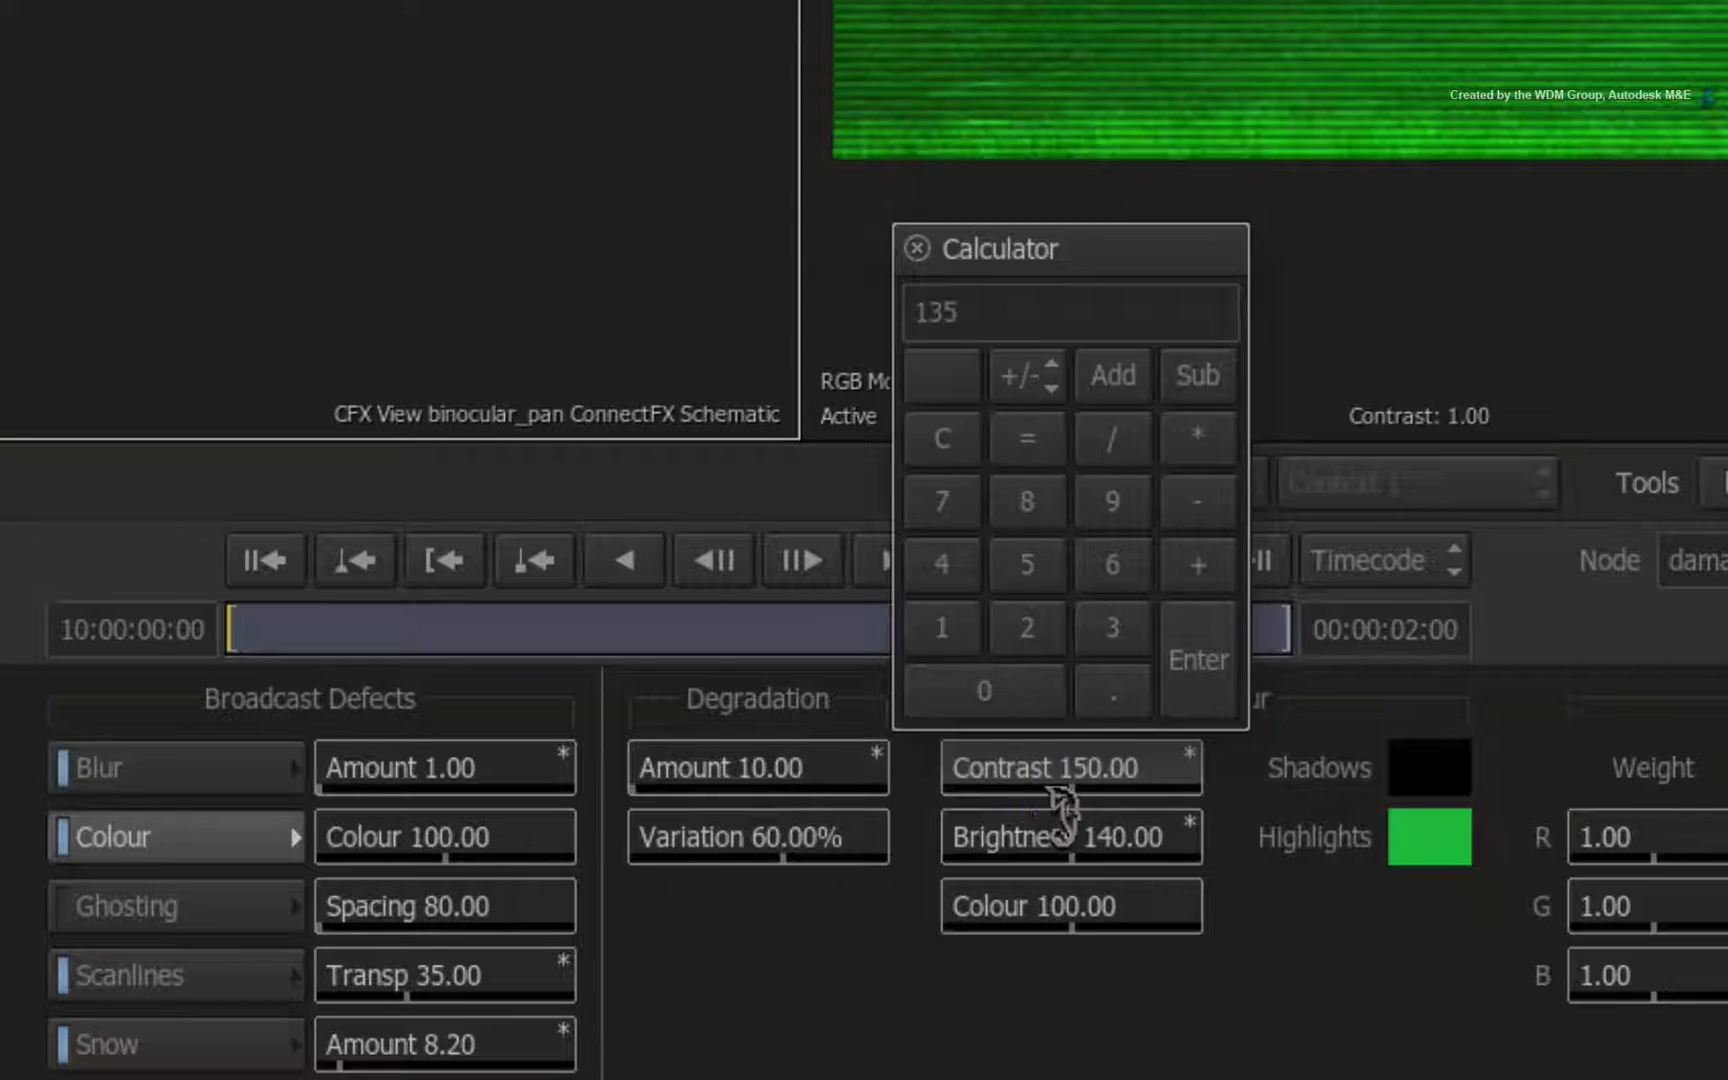 Created by the WDM Group, Autodesk M&E
Calculator
135
+/- Add Sub
C = / *
7 8 9 -
4 5 6 +
1 2 3
Enter
0 .
RGB
Active
CFX View binocular_pan ConnectFX Schematic
Contrast: 1.00
Tools
Timecode
Node
10:00:00:00
00:00:02:00
Broadcast Defects
Degradation
Blur
Amount 1.00 *
Amount 10.00 *
Contrast 150.00 *
Shadows
Weight
Colour
Colour 100.00
Variation 60.00%
Brightness 140.00 *
Highlights
R
1.00
Ghosting
Spacing 80.00
Colour 100.00
G
1.00
Scanlines
Transp 35.00 *
B
1.00
Snow
Amount 8.20 *